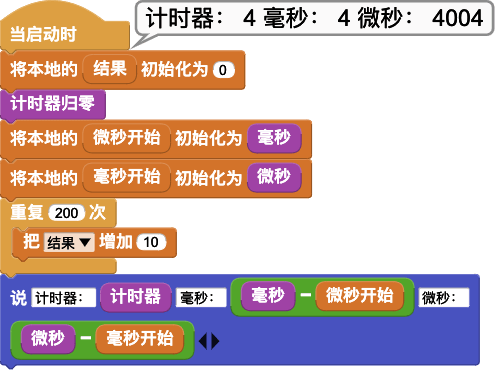 计时器： 4 毫秒： 4 微秒： 4004
当启动时
将本地的 结果 初始化为 0
计时器归零
将本地的 微秒开始 初始化为 毫秒
将本地的 毫秒开始 初始化为 微秒
重复 200 次
把 结果 ▼ 增加 10
说 计时器： 计时器 毫秒： 毫秒 − 微秒开始 微秒：
微秒 − 毫秒开始